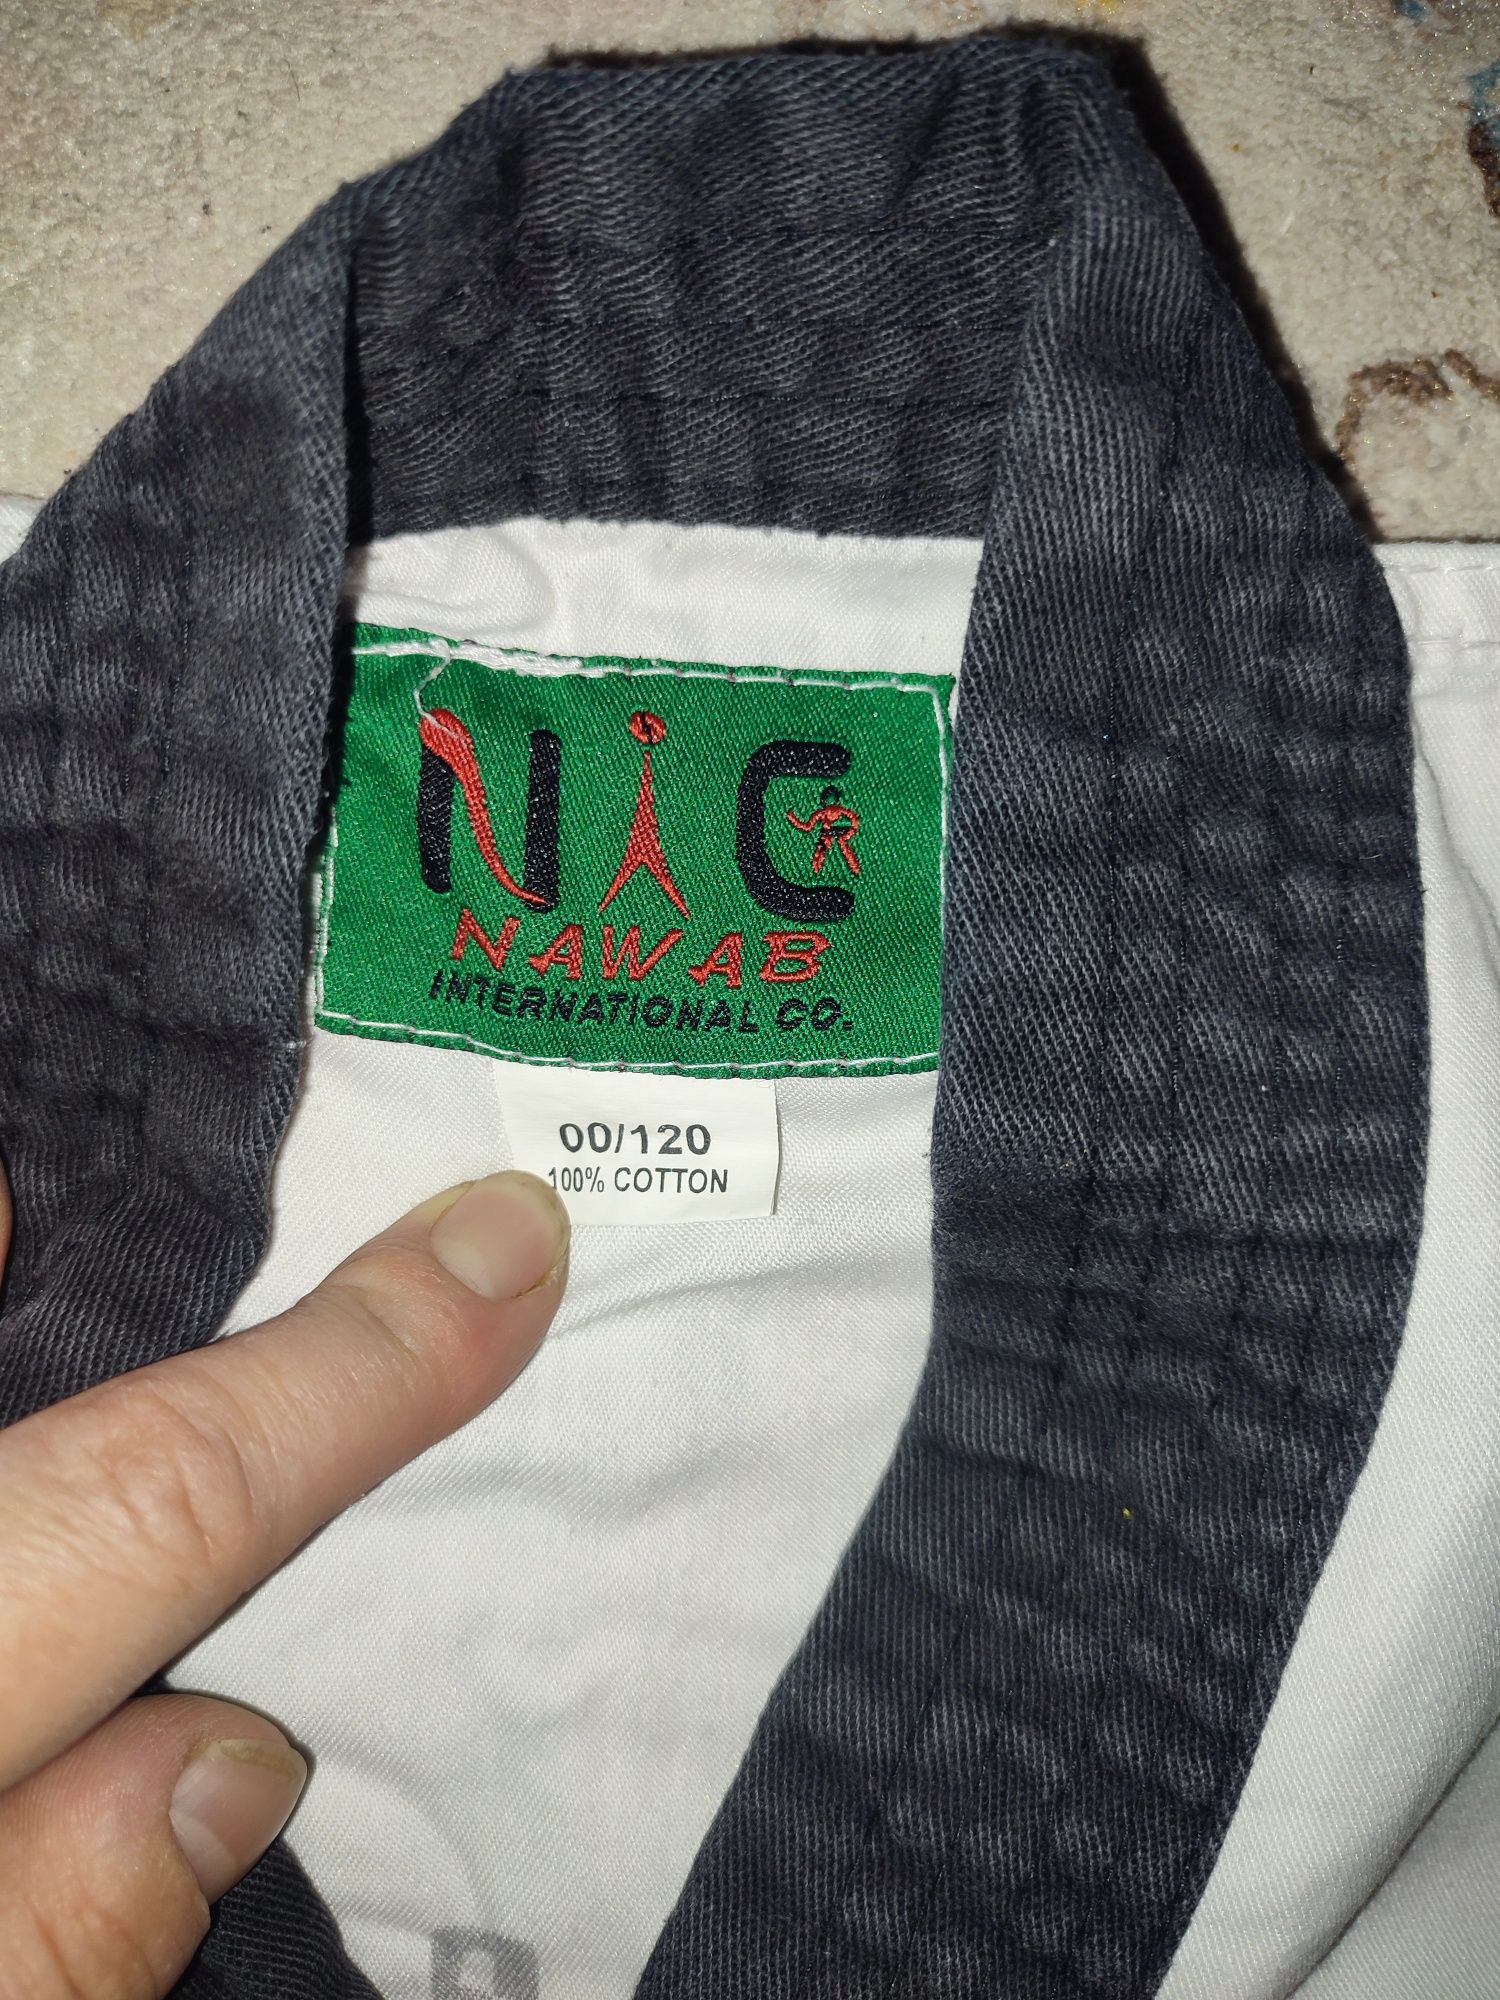 NiC
NAWAB
INTERNATIONAL CO.
00/120
100% COTTON